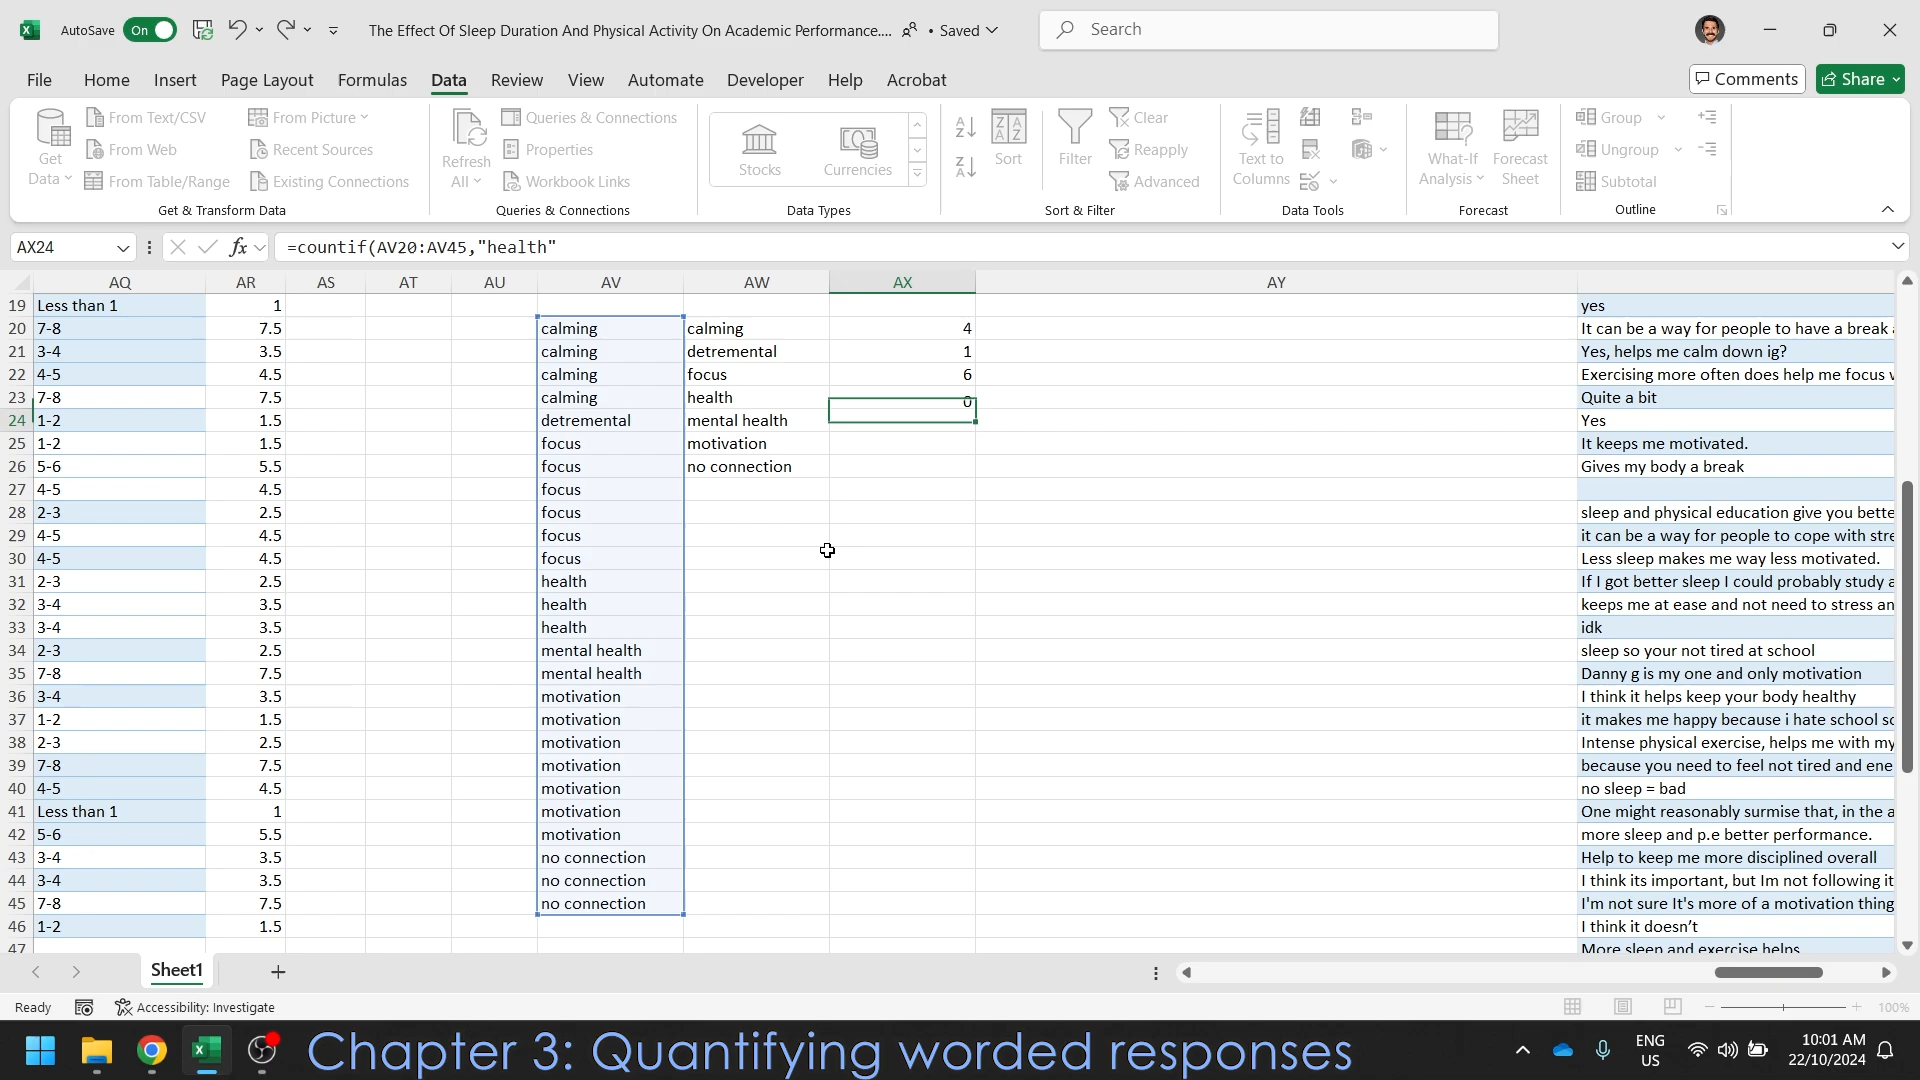 AutoSave On The Effect Of Sleep Duration And Physical Activity On Academic Performance.... • Saved Search
File Home Insert Page Layout Formulas Data Review View Automate Developer Help Acrobat Comments Share
Get Data From Text/CSV From Web From Table/Range From Picture Recent Sources Existing Connections
Refresh All Queries & Connections Properties Workbook Links
Stocks Currencies
Sort Filter Clear Reapply Advanced
Text to Columns What-If Analysis Forecast Sheet Group Ungroup Subtotal
Get & Transform Data Queries & Connections Data Types Sort & Filter Data Tools Forecast Outline
AX24 fx =countif(AV20:AV45,"health"
AQ AR AS AT AU AV AW AX AY
19 Less than 1 1 yes
20 7-8 7.5 calming calming 4 It can be a way for people to have a break
21 3-4 3.5 calming detremental 1 Yes, helps me calm down ig?
22 4-5 4.5 calming focus 6 Exercising more often does help me focus
23 7-8 7.5 calming health 0 Quite a bit
24 1-2 1.5 detremental mental health Yes
25 1-2 1.5 focus motivation It keeps me motivated.
26 5-6 5.5 focus no connection Gives my body a break
27 4-5 4.5 focus
28 2-3 2.5 focus sleep and physical education give you bette
29 4-5 4.5 focus it can be a way for people to cope with stre
30 4-5 4.5 focus Less sleep makes me way less motivated.
31 2-3 2.5 health If I got better sleep I could probably study a
32 3-4 3.5 health keeps me at ease and not need to stress an
33 3-4 3.5 health idk
34 2-3 2.5 mental health sleep so your not tired at school
35 7-8 7.5 mental health Danny g is my one and only motivation
36 3-4 3.5 motivation I think it helps keep your body healthy
37 1-2 1.5 motivation it makes me happy because i hate school sc
38 2-3 2.5 motivation Intense physical exercise, helps me with my
39 7-8 7.5 motivation because you need to feel not tired and ene
40 4-5 4.5 motivation no sleep = bad
41 Less than 1 1 motivation One might reasonably surmise that, in the a
42 5-6 5.5 motivation more sleep and p.e better performance.
43 3-4 3.5 no connection Help to keep me more disciplined overall
44 3-4 3.5 no connection I think its important, but Im not following it
45 7-8 7.5 no connection I'm not sure It's more of a motivation thing
46 1-2 1.5 I think it doesn’t
47 More sleep and exercise helps
Sheet1
Ready Accessibility: Investigate 100%
Chapter 3: Quantifying worded responses
ENG US
10:01 AM
22/10/2024